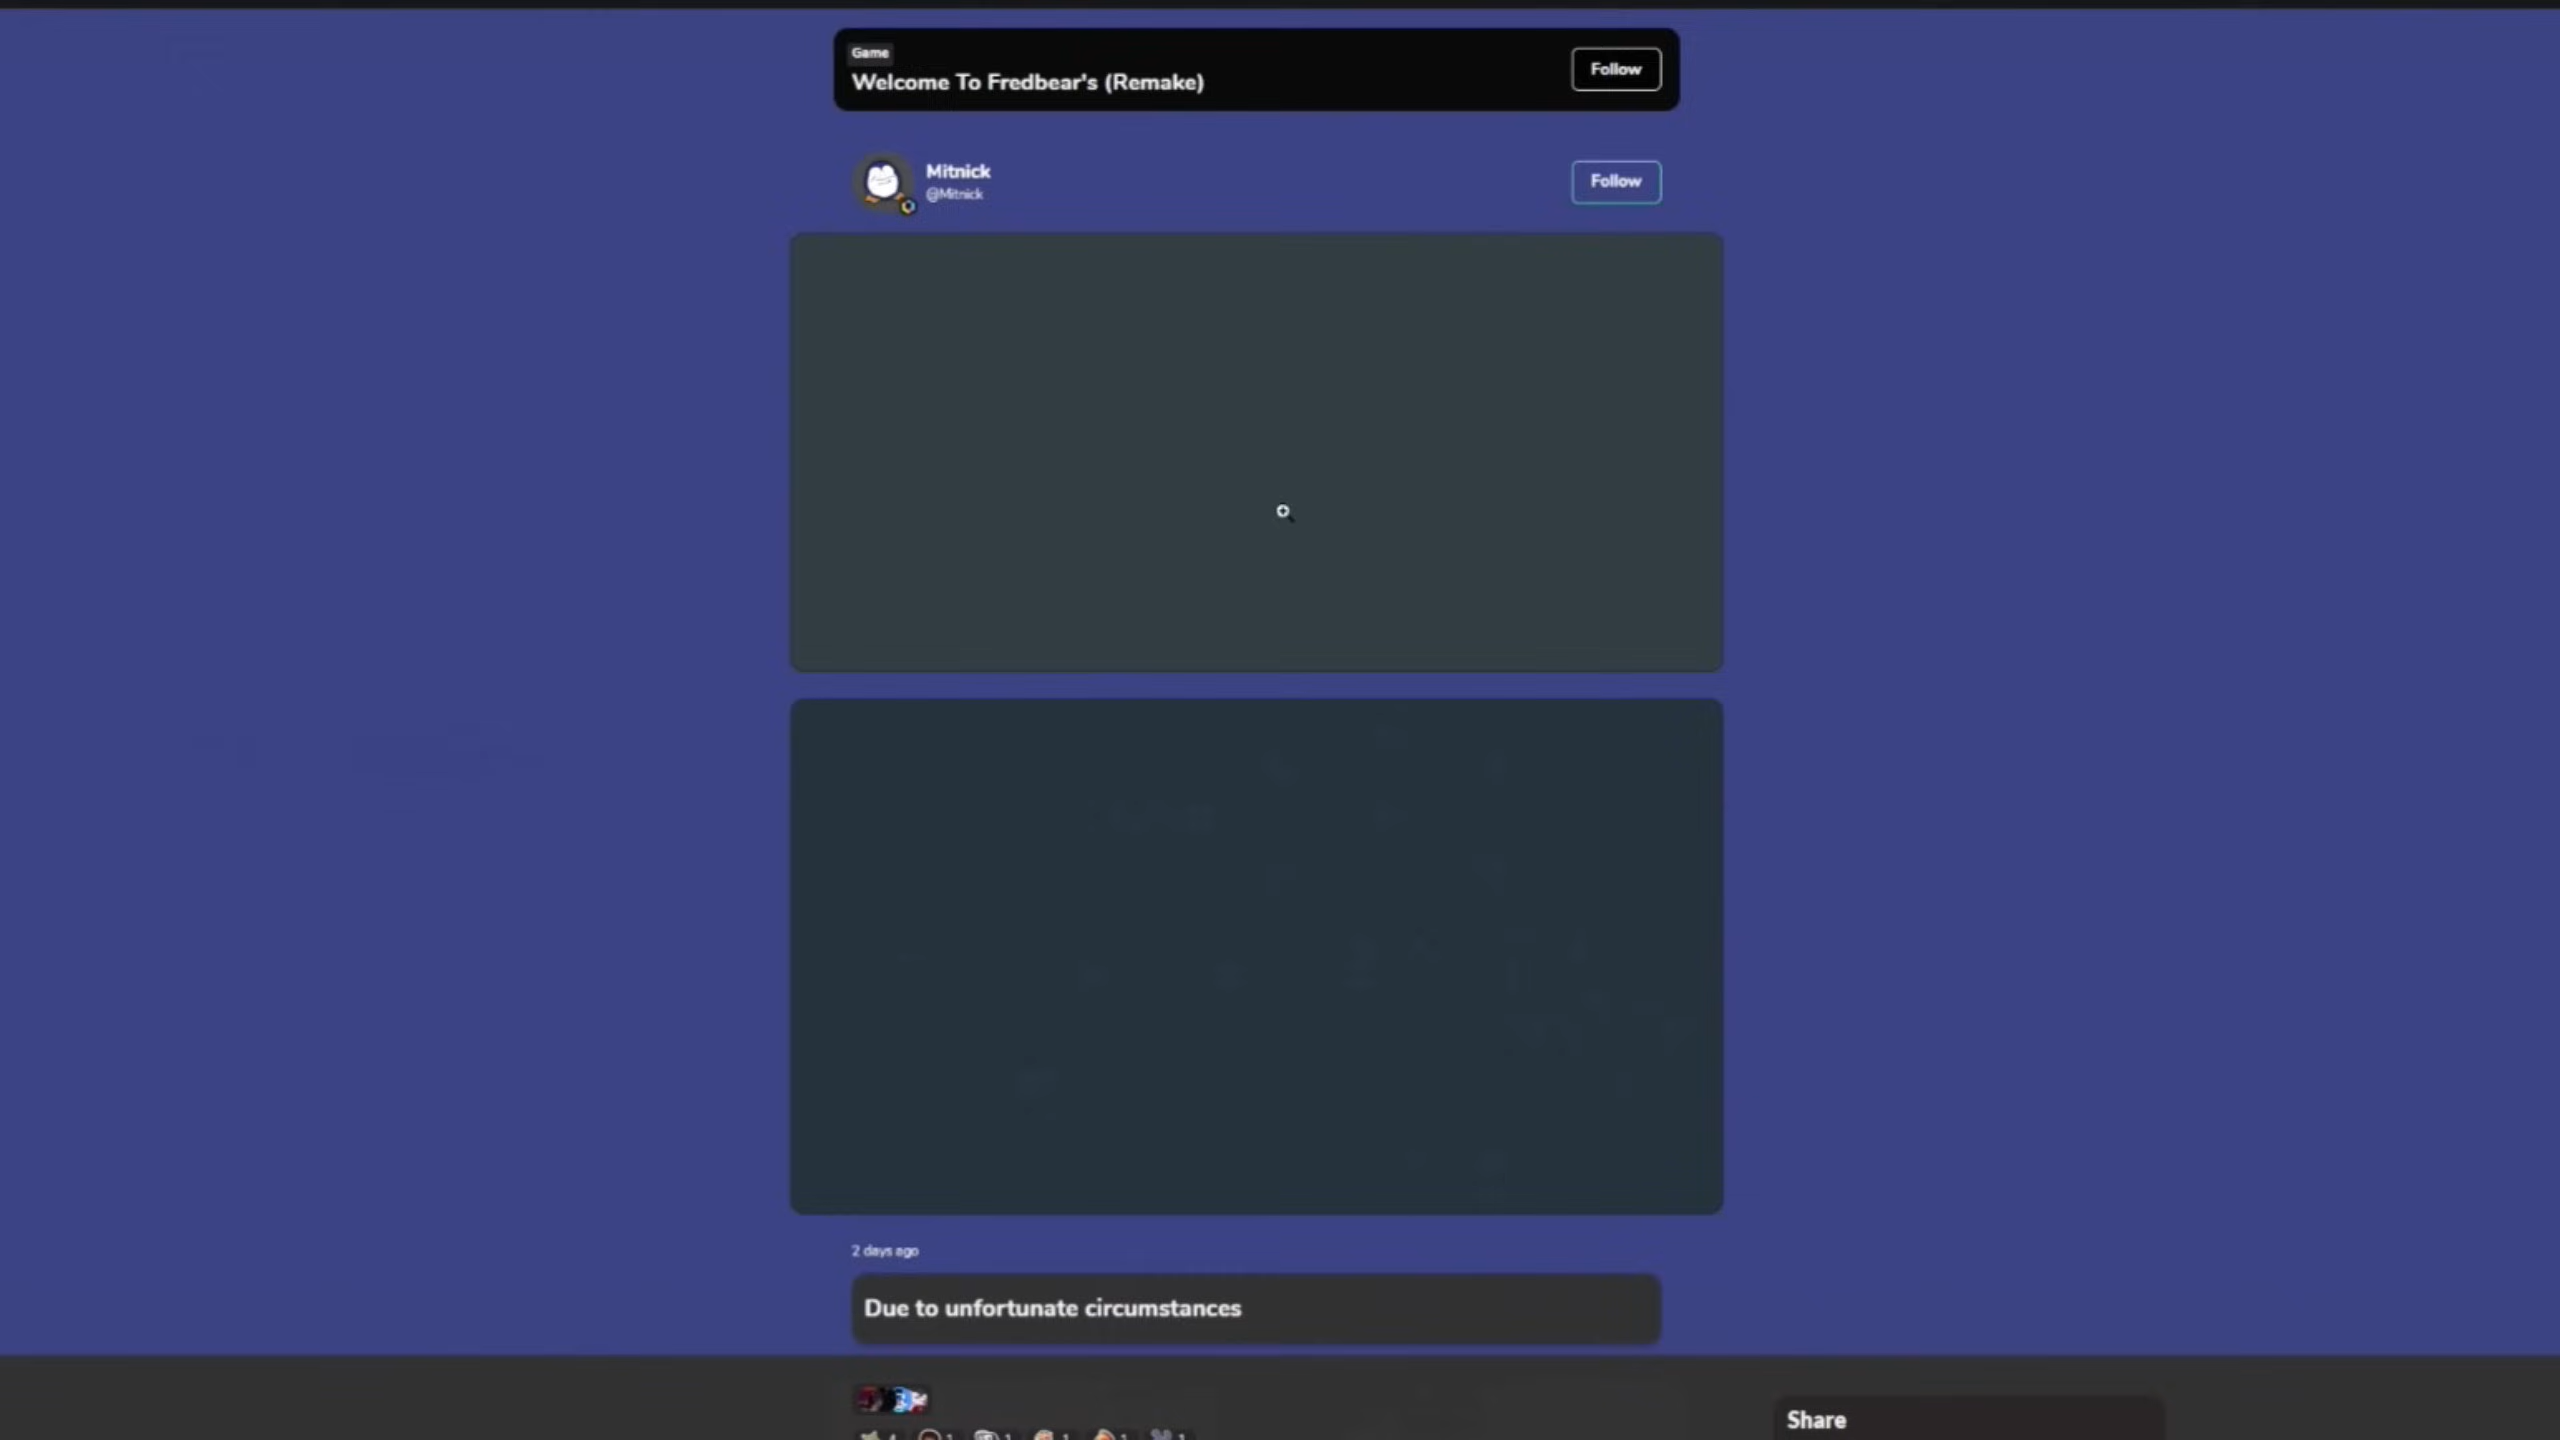 Game
Welcome To Fredbear's (Remake)
Follow
Mitnick
@Mitnick
Follow
2 days ago
Due to unfortunate circumstances
Share